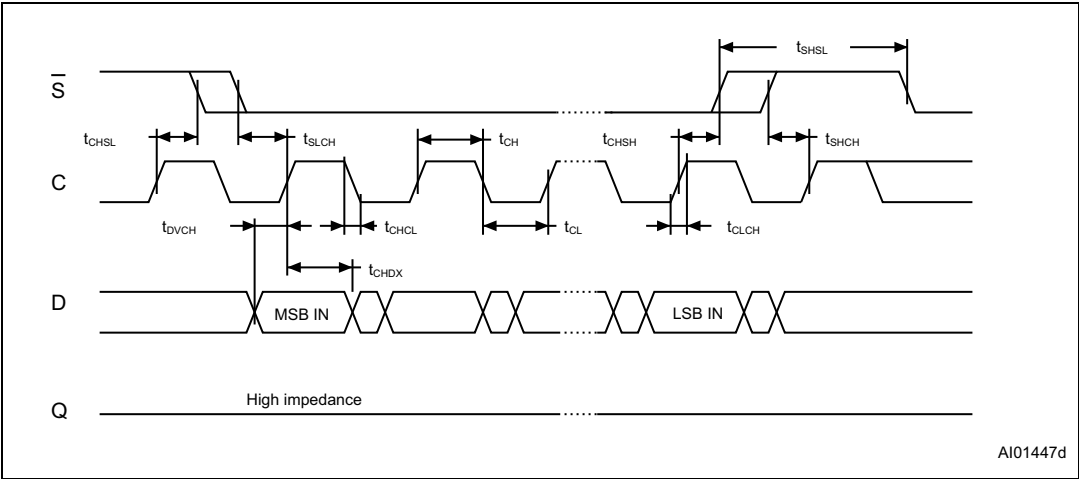 tSHSL
S̅
tCHSL
tSLCH
tCH
tCHSH
tSHCH
C
tDVCH
tCHCL
tCL
tCLCH
tCHDX
D
MSB IN
LSB IN
High impedance
Q
AI01447d